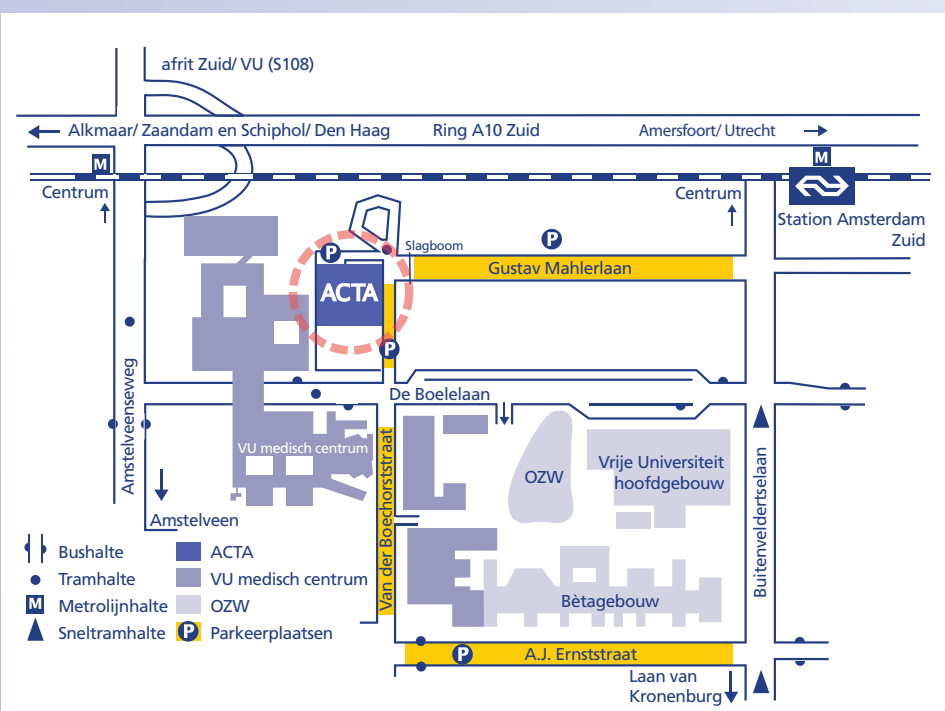 afrit Zuid/ VU (S108)
Alkmaar/ Zaandam en Schiphol/ Den Haag
Ring A10 Zuid
Amersfoort/ Utrecht
M
M
Centrum
Centrum
Station Amsterdam
Zuid
P
Slagboom
P
Gustav Mahlerlaan
ACTA
P
De Boelelaan
Amstelveenseweg
VU medisch centrum
Van der Boechorststraat
OZW
Vrije Universiteit
hoofdgebouw
Buitenveldertselaan
Amstelveen
Bushalte
ACTA
Tramhalte
VU medisch centrum
M Metrolijnhalte
OZW
Sneltramhalte
P Parkeerplaatsen
Bètagebouw
P
A.J. Ernststraat
Laan van
Kronenburg